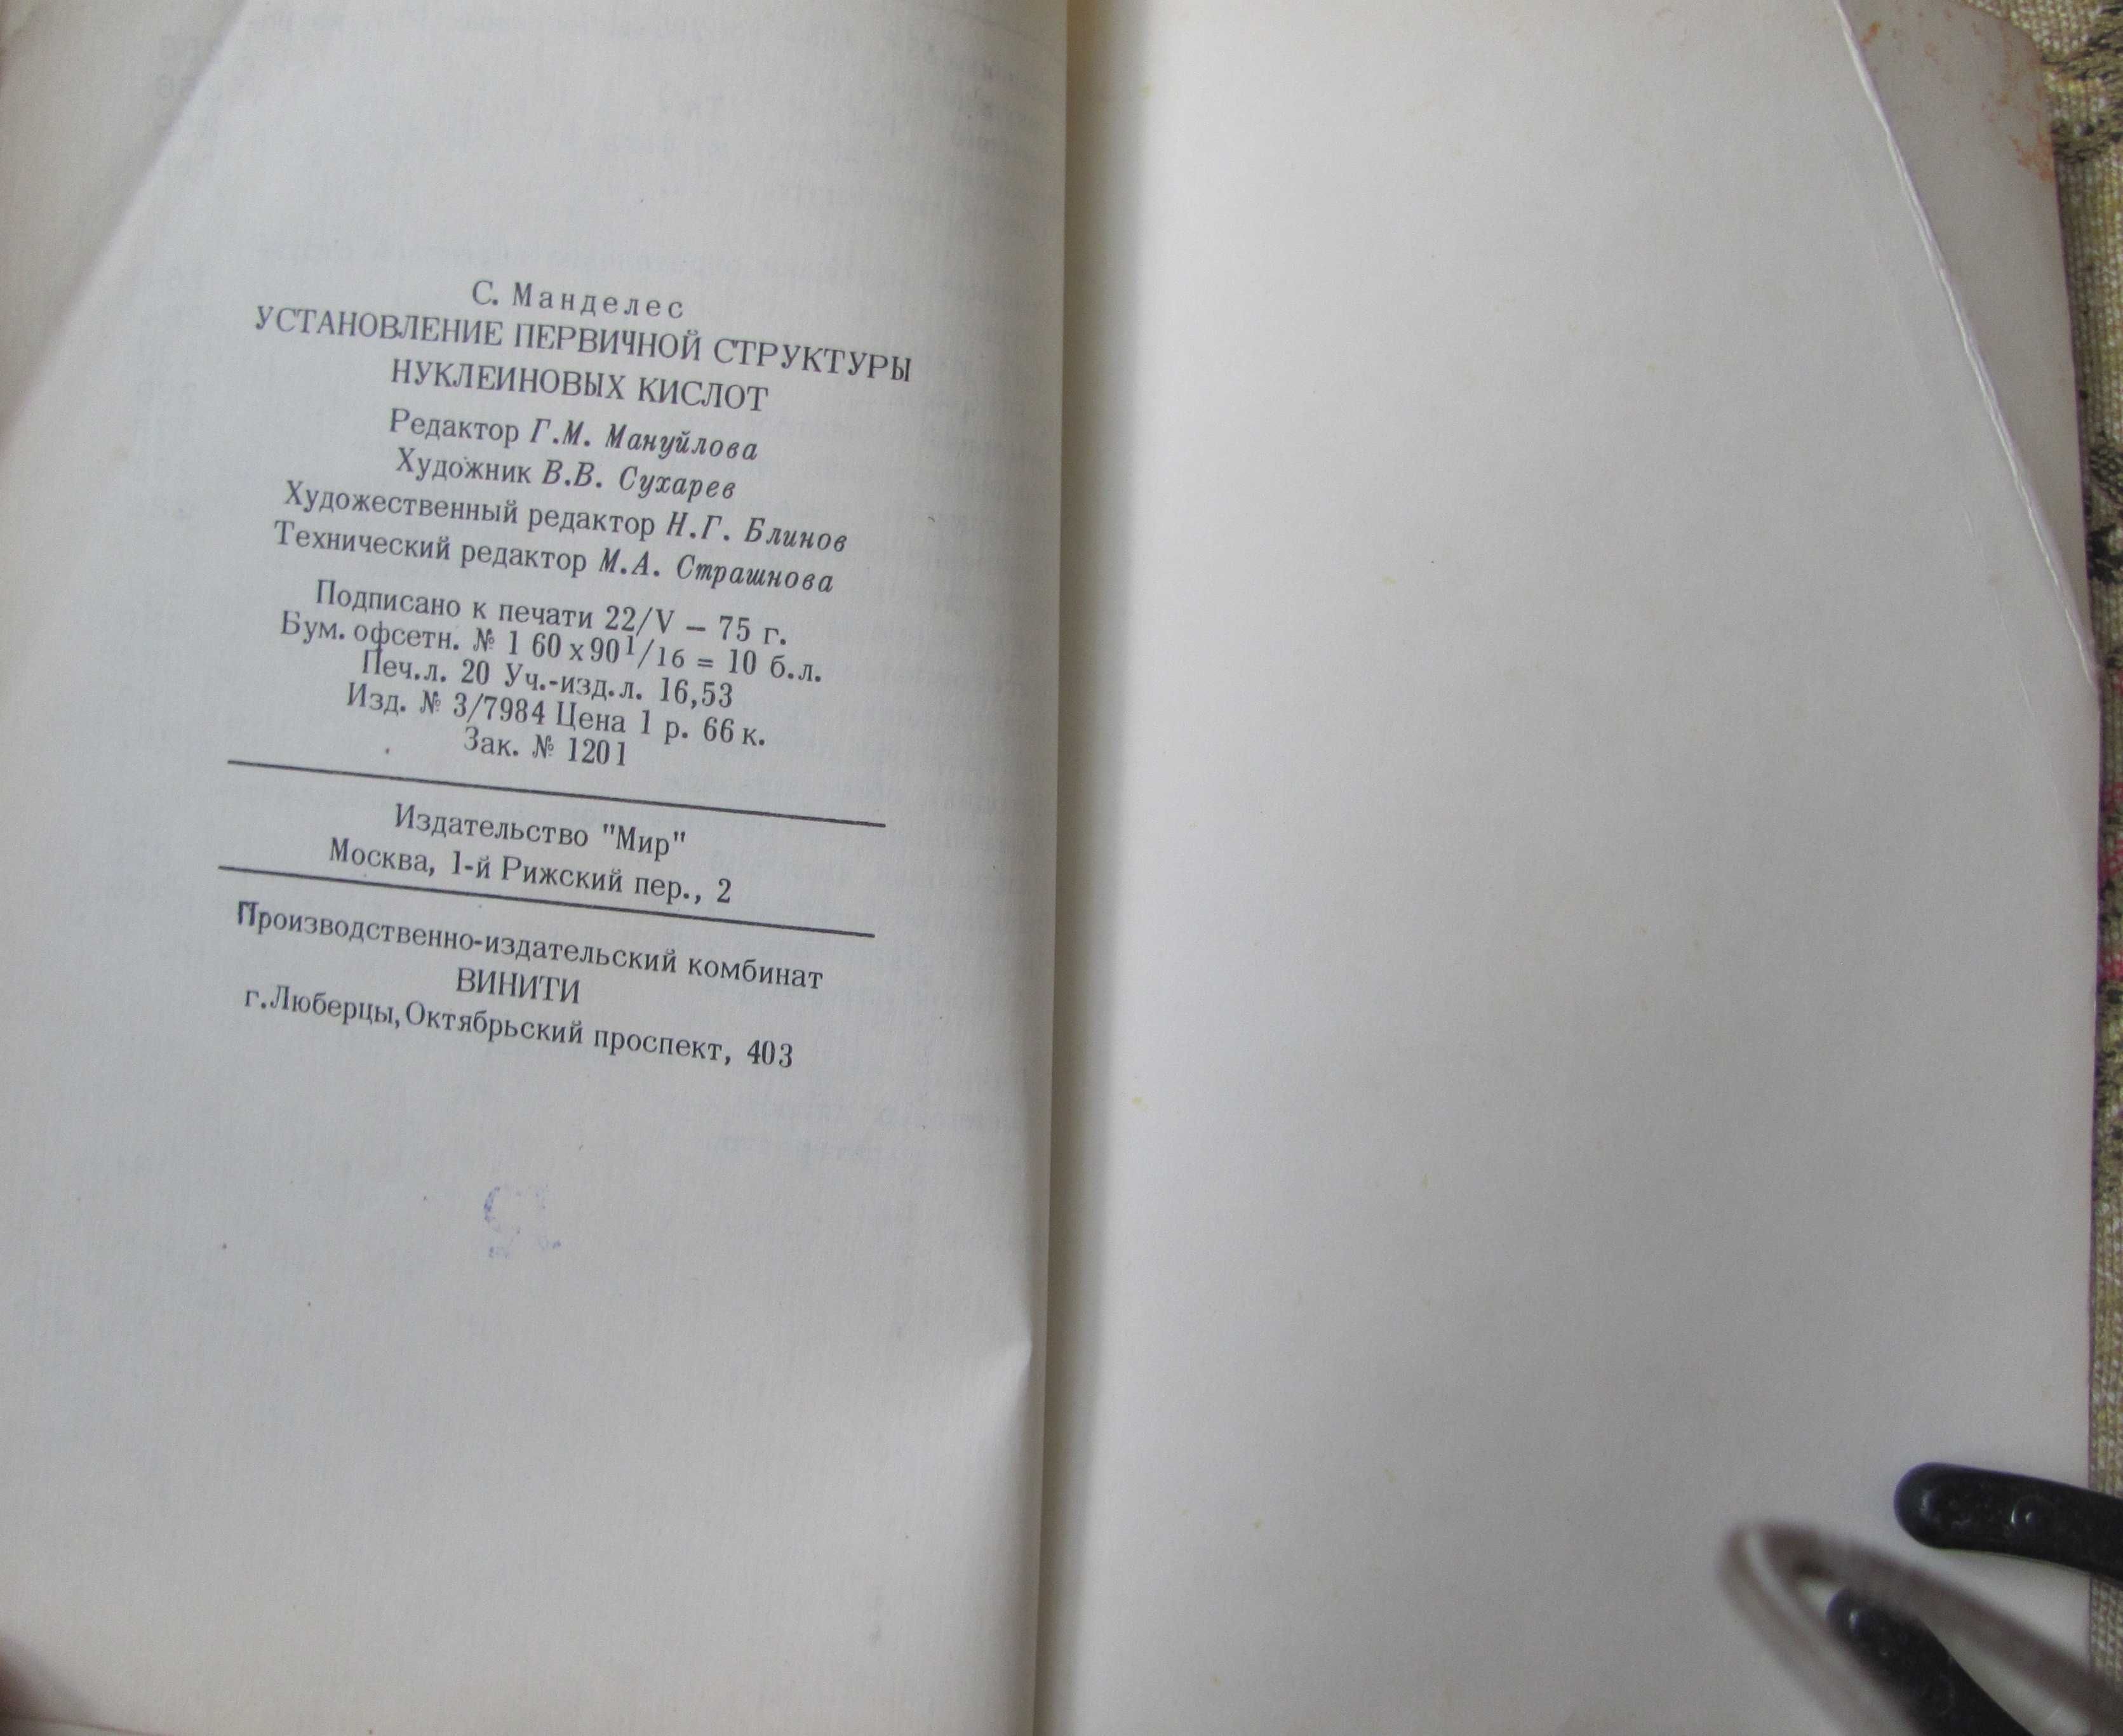 С. Манделес
УСТАНОВЛЕНИЕ ПЕРВИЧНОЙ СТРУКТУРЫ
НУКЛЕИНОВЫХ КИСЛОТ
Редактор Г.М. Мануйлова
Художник В.В. Сухарев
Художественный редактор Н.Г. Блинов
Технический редактор М.А. Страшнова
Подписано к печати 22/V – 75 г.
Бум. офсетн. № 1 60 х 90 1/16 = 10 б.л.
Печ.л. 20 Уч.-изд.л. 16,53
Изд. № 3/7984 Цена 1 р. 66 к.
Зак. № 1201
Издательство "Мир"
Москва, 1-й Рижский пер., 2
Производственно-издательский комбинат
ВИНИТИ
г.Люберцы, Октябрьский проспект, 403